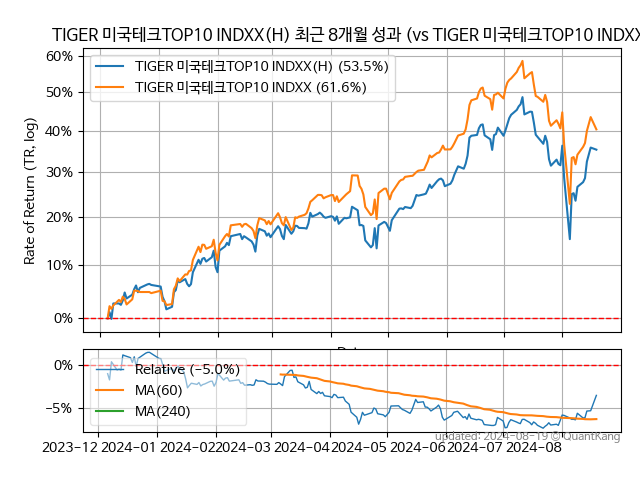 TIGER 미국테크TOP10 INDXX(H) 최근 8개월 성과 (vs TIGER 미국테크TOP10 INDXX
60%
50%
40%
30%
20%
10%
0%
Rate of Return (TR, log)
TIGER 미국테크TOP10 INDXX(H) (53.5%)
TIGER 미국테크TOP10 INDXX (61.6%)
0%
−5%
Relative (−5.0%)
MA(60)
MA(240)
2023−12 2024−01 2024−02 2024−03 2024−04 2024−05 2024−06 2024−07 2024−08
updated: 2024-08-19 © QuantKang